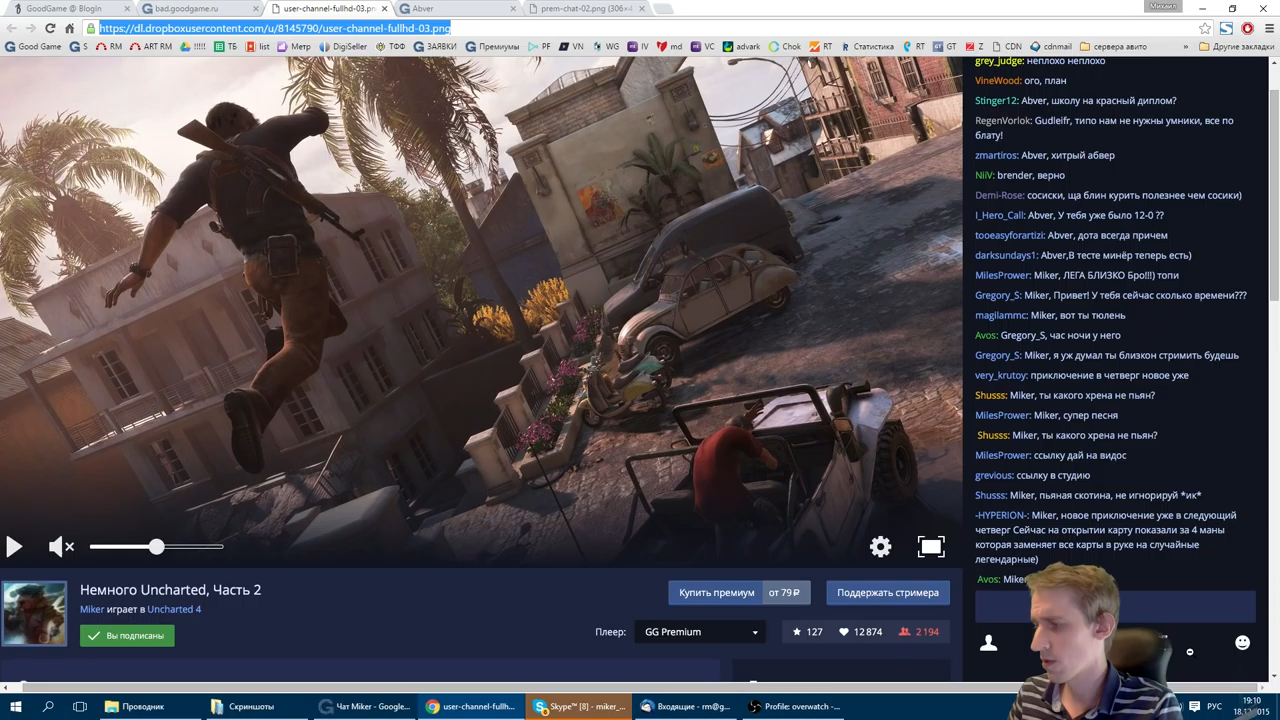 GoodGame @ BlogIn
bad.goodgame.ru
user-channel-fullhd-03.pn
Abver
prem-chat-02.png (306×4
Михаил
https://dl.dropboxusercontent.com/u/8145790/user-channel-fullhd-03.png
Good Game
S
RM
ART RM
!!!!!
ТБ
list
Метр
DigiSeller
ТФФ
ЗАЯВКИ
Премиумы
PF
VN
WG
IV
md
VC
advark
Chok
RT
Статистика
RT
GT
Z
CDN
cdnmail
сервера авито
»
Другие закладки
grey_judge: неплохо неплохо
VineWood: ого, план
Stinger12: Abver, школу на красный диплом?
RegenVorlok: Gudleifr, типо нам не нужны умники, все по
блату!
zmartiros: Abver, хитрый абвер
NiiV: brender, верно
Demi-Rose: сосиски, ща блин курить полезнее чем сосики)
I_Hero_Call: Abver, У тебя уже было 12-0 ??
tooeasyforartizi: Abver, дота всегда причем
darksundays1: Abver,В тесте минёр теперь есть)
MilesPrower: Miker, ЛЕГА БЛИЗКО Бро!!!) топи
Gregory_S: Miker, Привет! У тебя сейчас сколько времени???
magilammc: Miker, вот ты тюлень
Avos: Gregory_S, час ночи у него
Gregory_S: Miker, я уж думал ты близкон стримить будешь
very_krutoy: приключение в четверг новое уже
Shusss: Miker, ты какого хрена не пьян?
MilesPrower: Miker, супер песня
Shusss: Miker, ты какого хрена не пьян?
MilesPrower: ссылку дай на видос
grevious: ссылку в студию
Shusss: Miker, пьяная скотина, не игнорируй *ик*
-HYPERION-: Miker, новое приключение уже в следующий
четверг Сейчас на открытии карту показали за 4 маны
которая заменяет все карты в руке на случайные
легендарные)
Avos: Mike
Немного Uncharted, Часть 2
Miker играет в Uncharted 4
Вы подписаны
Купить премиум от 79₽
Поддержать стримера
Плеер:
GG Premium
127
12 874
2 194
Проводник
Скриншоты
Чат Miker - Google...
user-channel-fullh...
Skype™ [8] - miker_...
Входящие - rm@g...
Profile: overwatch -...
РУС
19:10